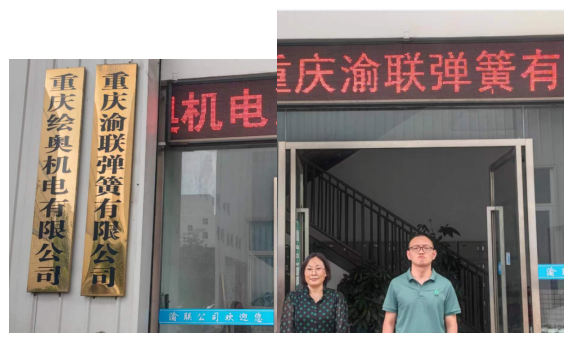 重庆绘奥机电有限公司
重庆渝联弹簧有限公司
奥机电
渝联公司欢迎您
重庆渝联弹簧有